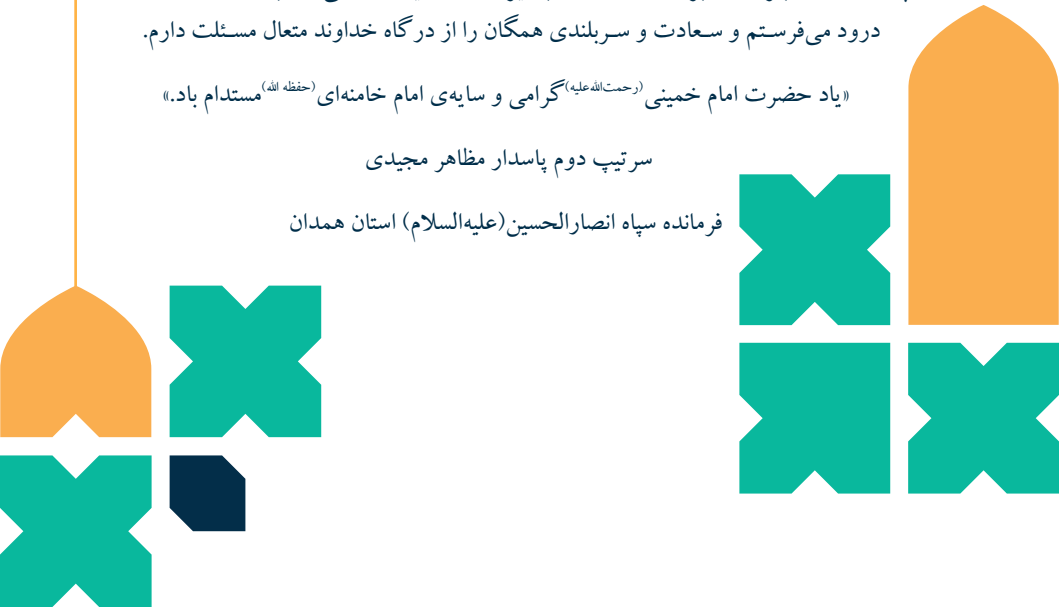 درود می‌فرستم و سعادت و سربلندی همگان را از درگاه خداوند متعال مسئلت دارم.
«یاد حضرت امام خمینی(رحمت‌الله‌علیه)گرامی و سایه‌ی امام خامنه‌ای(حفظه الله)مستدام باد.»
سرتیپ دوم پاسدار مظاهر مجیدی
فرمانده سپاه انصارالحسین(علیه‌السلام) استان همدان